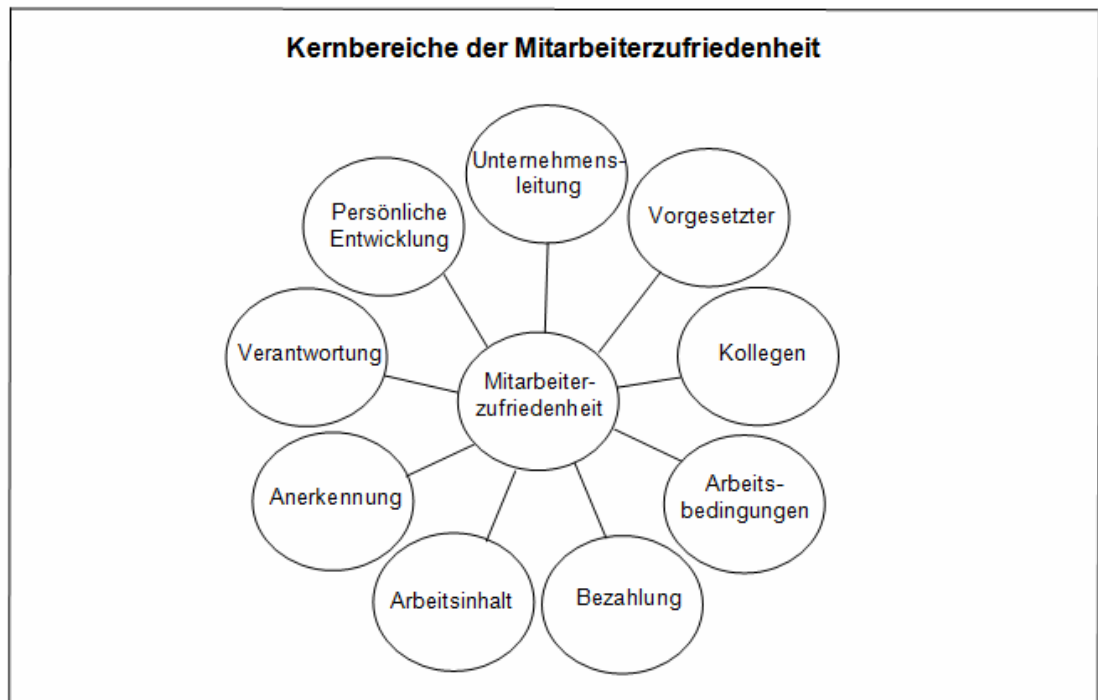 Kernbereiche der Mitarbeiterzufriedenheit
Unternehmens-
leitung
Vorgesetzter
Kollegen
Arbeits-
bedingungen
Bezahlung
Arbeitsinhalt
Anerkennung
Verantwortung
Persönliche
Entwicklung
Mitarbeiter-
zufriedenheit